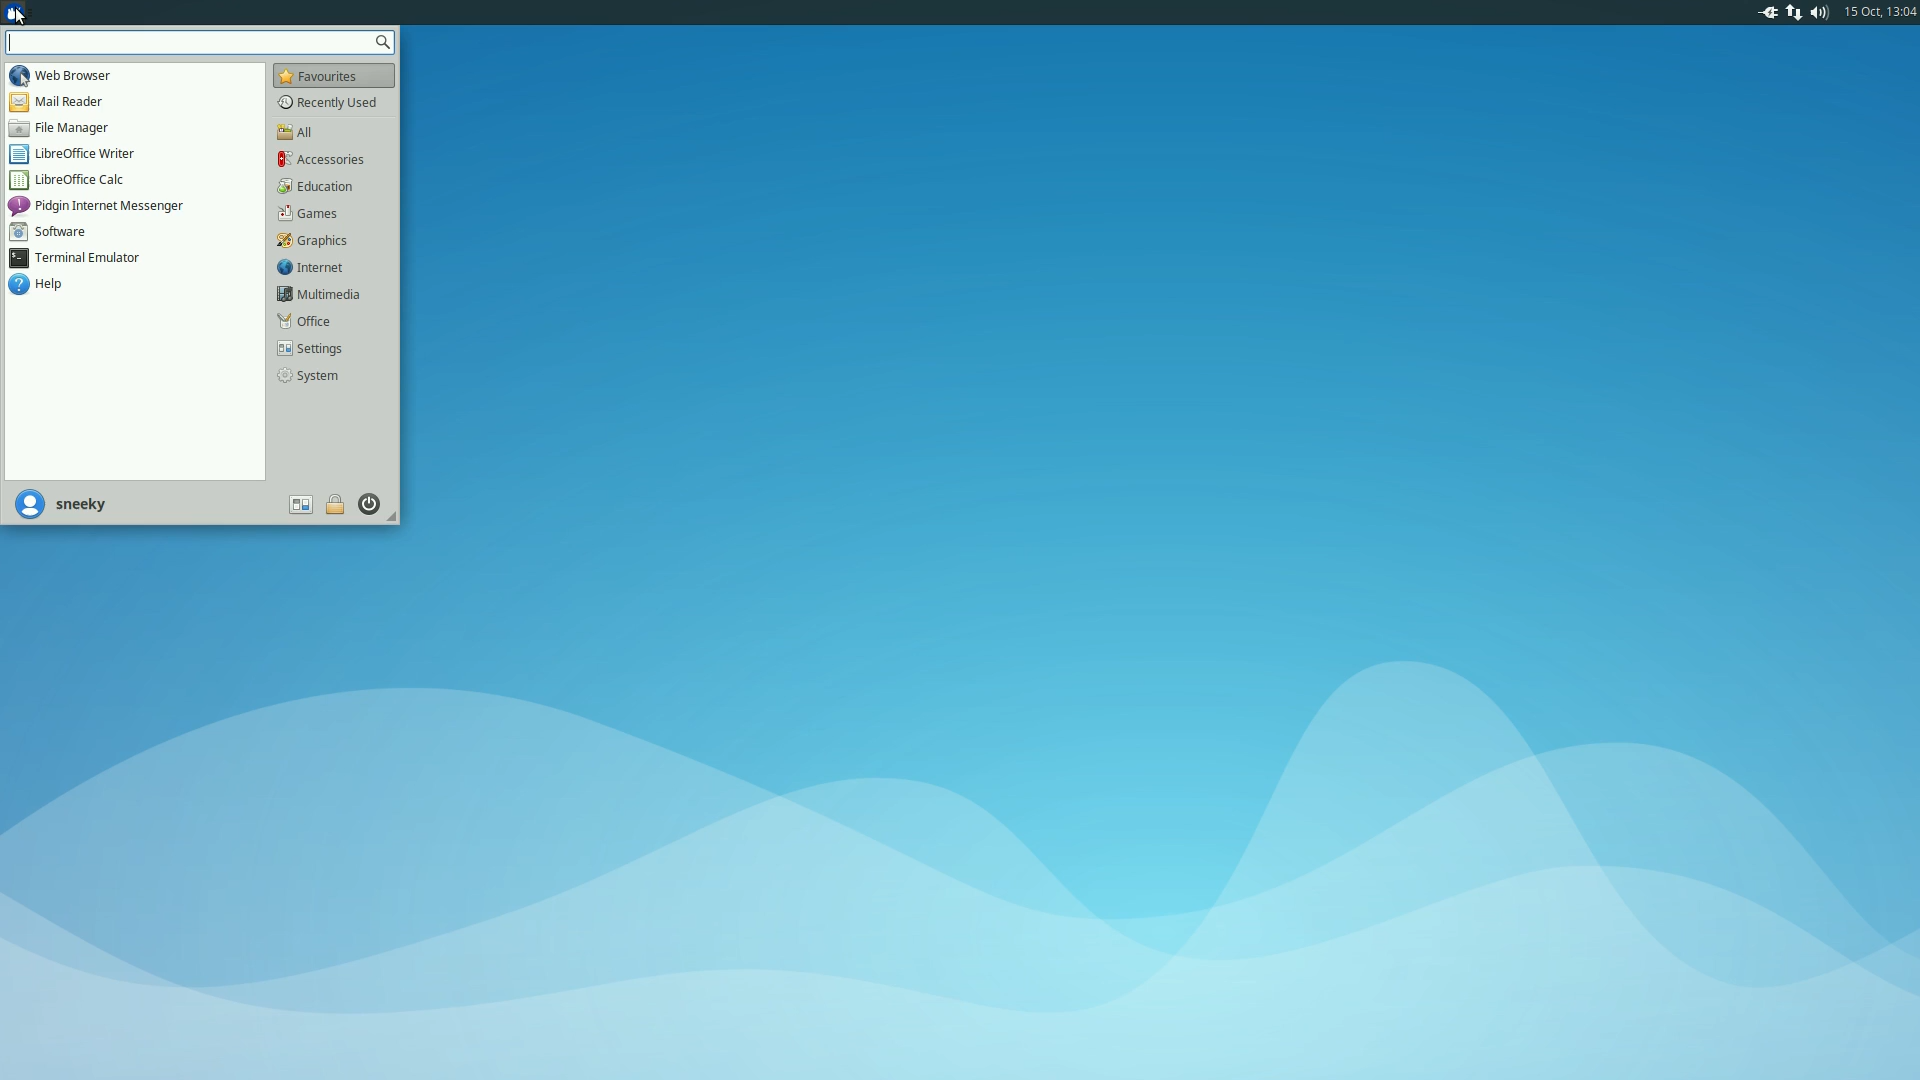 15 Oct, 13:04
Web Browser
Mail Reader
File Manager
LibreOffice Writer
LibreOffice Calc
Pidgin Internet Messenger
Software
Terminal Emulator
Help
Favourites
Recently Used
All
Accessories
Education
Games
Graphics
Internet
Multimedia
Office
Settings
System
sneeky